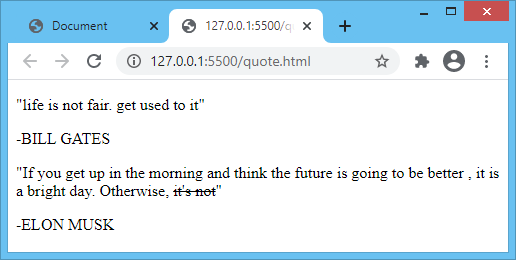 Document
127.0.0.1:5500/q
127.0.0.1:5500/quote.html
"life is not fair. get used to it"
-BILL GATES
"If you get up in the morning and think the future is going to be better , it is
a bright day. Otherwise, it's not"
-ELON MUSK